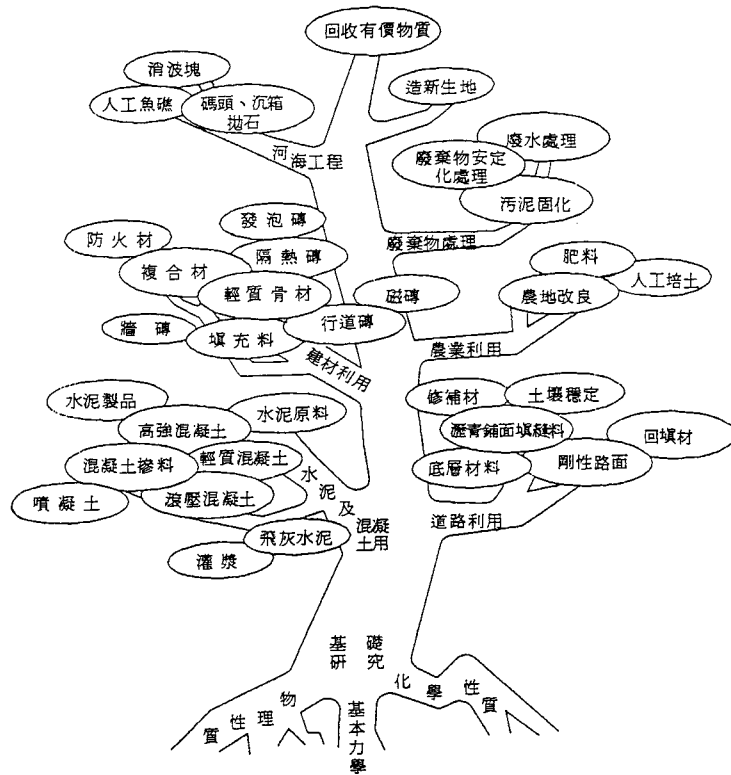 回收有價物質
消波塊
造新生地
人工魚礁
碼頭、沉箱
拋石
廢水處理
河海工程
廢棄物安定
化處理
污泥固化
發泡磚
防火材
隔熱磚
廢棄物處理
肥料
複合材
人工培土
輕質骨材
磁磚
農地改良
行道磚
牆磚
填充料
建材利用
農業利用
水泥製品
修補材
土壤穩定
水泥原料
高強混凝土
瀝青鋪面填縫料
回填材
輕質混凝土
混凝土摻料
底層材料
剛性路面
噴凝土
滾壓混凝土
水泥及
混凝
土用
道路利用
飛灰水泥
灌漿
基礎
研究
質性理物
化學性質
基本力學